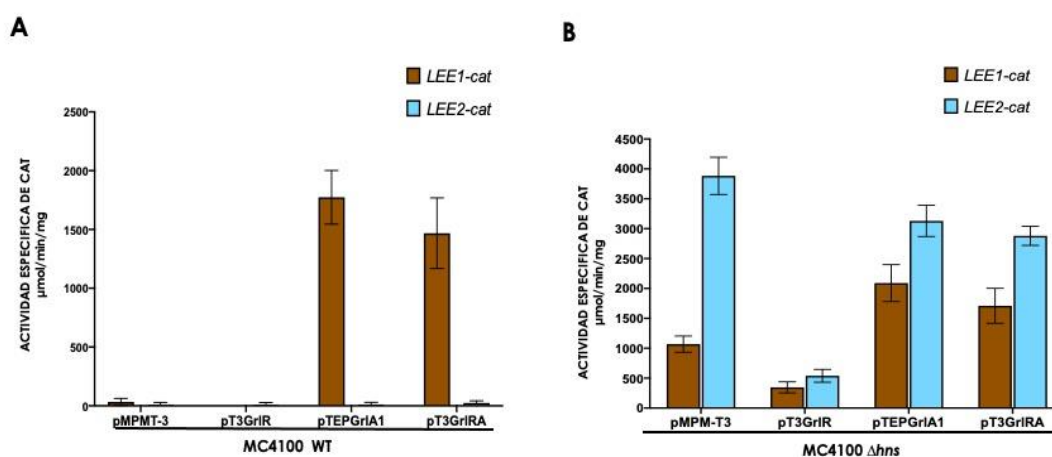 A
LEE1-cat
LEE2-cat
ACTIVIDAD ESPECIFICA DE CAT
µmol/min/mg
2500
2000
1500
1000
500
0
pMPMT-3 pT3GrlR pTEPGrlA1 pT3GrlRA
MC4100 WT
B
LEE1-cat
LEE2-cat
ACTIVIDAD ESPECIFICA DE CAT
µmol/min/mg
4500
4000
3500
3000
2500
2000
1500
1000
500
0
pMPM-T3 pT3GrlR pTEPGrlA1 pT3GrlRA
MC4100 Δhns